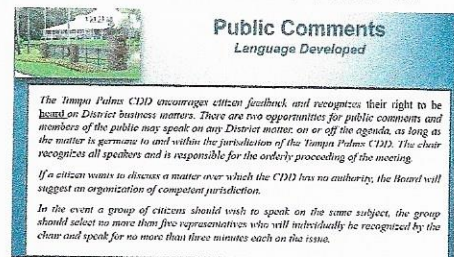 Public Comments
Language Developed
The Tampa Palms CDD encourages citizen feedback and recognizes their right to be
heard on District business matters. There are two opportunities for public comments and
members of the public may speak on any District matter, on or off the agenda, as long as
the matter is germane to and within the jurisdiction of the Tampa Palms CDD. The chair
recognizes all speakers and is responsible for the orderly proceeding of the meeting.
If a citizen wants to discuss a matter over which the CDD has no authority, the Board will
suggest an organization of competent jurisdiction.
In the event a group of citizens should wish to speak on the same subject, the group
should select no more than five representatives who will individually be recognized by the
chair and speak for no more than three minutes each on the issue.